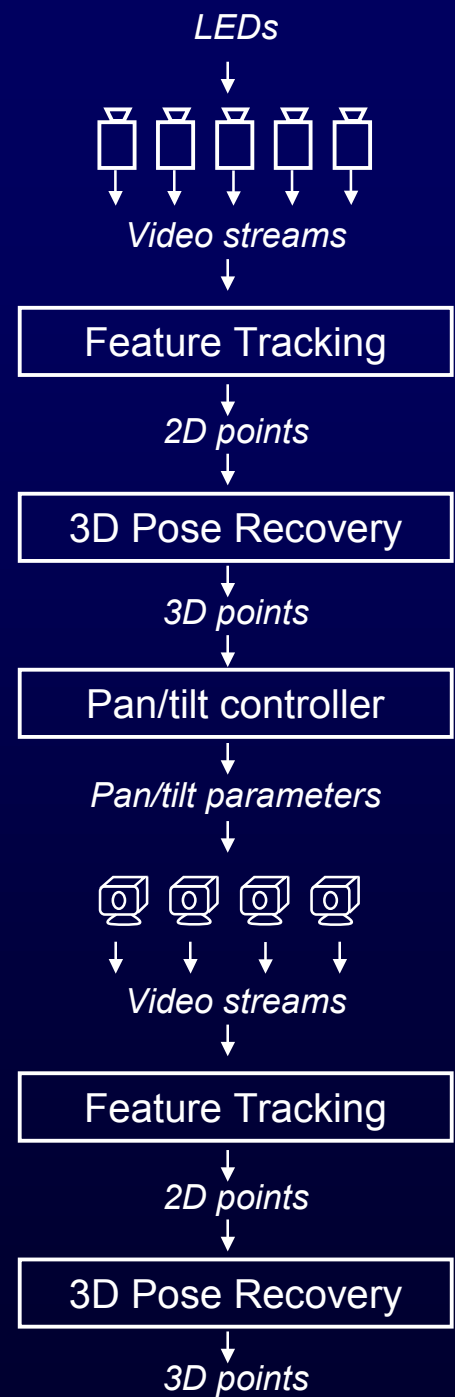 LEDs
Video streams
Feature Tracking
2D points
3D Pose Recovery
3D points
Pan/tilt controller
Pan/tilt parameters
Video streams
Feature Tracking
2D points
3D Pose Recovery
3D points